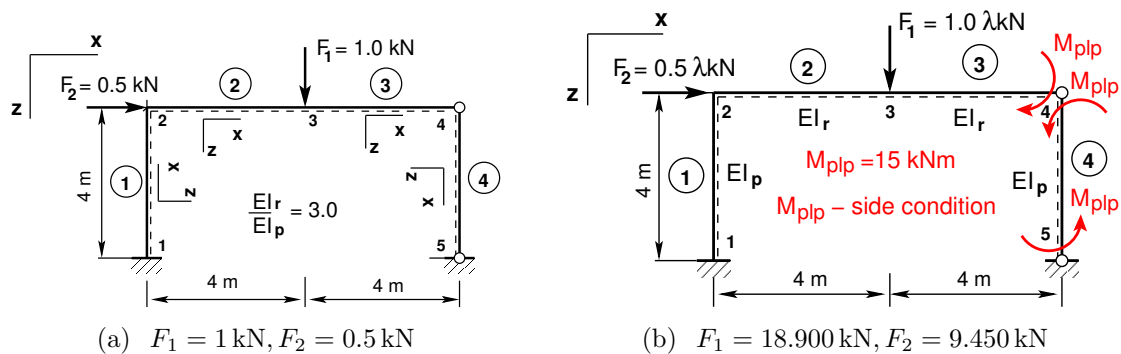 x
z
F₁ = 1.0 kN
F₂ = 0.5 kN
2
3
2
3
4
x
z
x
z
x
z
z
x
1
4
4 m
EIr
EIp
= 3.0
1
5
4 m
4 m
(a) F₁ = 1 kN, F₂ = 0.5 kN
x
z
F₁ = 1.0 λkN
F₂ = 0.5 λkN
2
3
Mplp
Mplp
2
3
4
EIr
EIr
1
4
4 m
EIp
Mplp = 15 kNm
EIp
Mplp
Mplp – side condition
1
5
4 m
4 m
(b) F₁ = 18.900 kN, F₂ = 9.450 kN